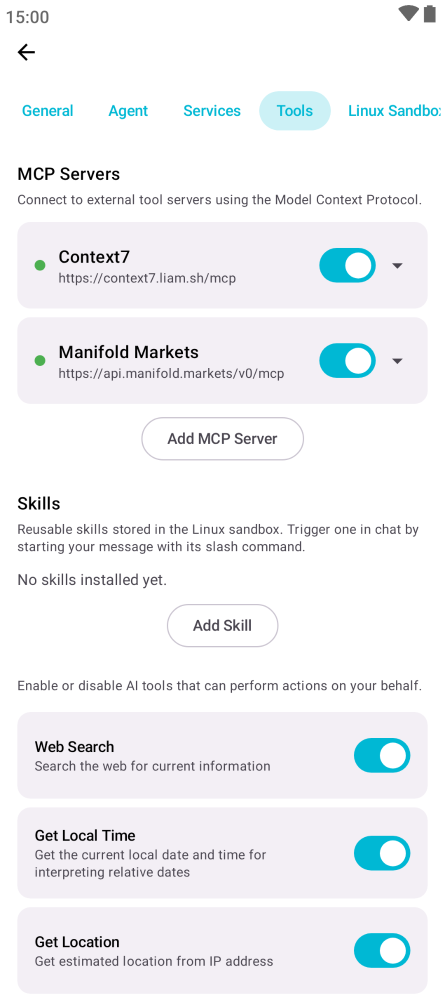 15:00
General
Agent
Services
Tools
Linux Sandbox
MCP Servers
Connect to external tool servers using the Model Context Protocol.
Context7
https://context7.liam.sh/mcp
Manifold Markets
https://api.manifold.markets/v0/mcp
Add MCP Server
Skills
Reusable skills stored in the Linux sandbox. Trigger one in chat by
starting your message with its slash command.
No skills installed yet.
Add Skill
Enable or disable AI tools that can perform actions on your behalf.
Web Search
Search the web for current information
Get Local Time
Get the current local date and time for
interpreting relative dates
Get Location
Get estimated location from IP address